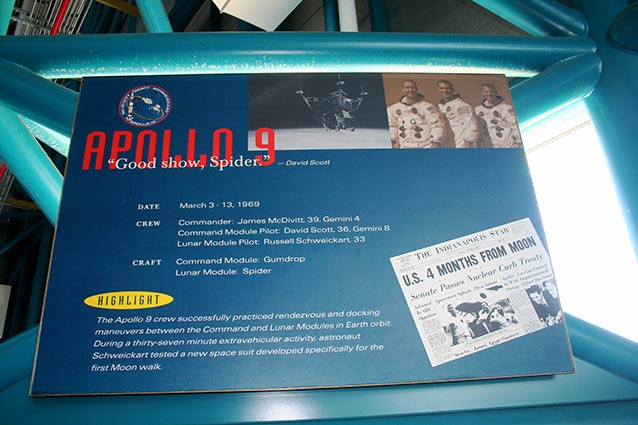 APOLLO 9
"Good show, Spider." – David Scott
DATE March 3 - 13, 1969
CREW Commander: James McDivitt, 39, Gemini 4
Command Module Pilot: David Scott, 36, Gemini 8
Lunar Module Pilot: Russell Schweickart, 33
CRAFT Command Module: Gumdrop
Lunar Module: Spider
HIGHLIGHT
The Apollo 9 crew successfully practiced rendezvous and docking
maneuvers between the Command and Lunar Modules in Earth orbit.
During a thirty-seven minute extravehicular activity, astronaut
Schweickart tested a new space suit developed specifically for the
first Moon walk.
THE INDIANAPOLIS STAR
U.S. 4 MONTHS FROM MOON
Senate Passes Nuclear Curb Treaty